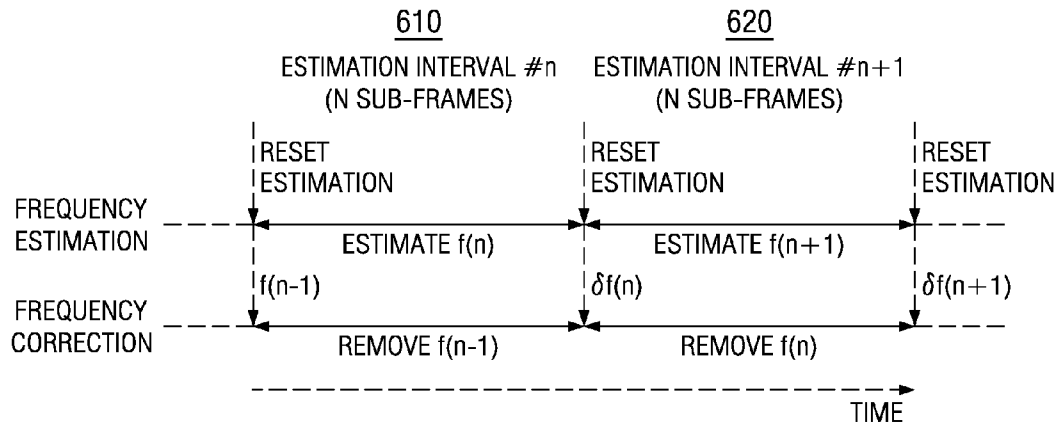 610 620
ESTIMATION INTERVAL #n ESTIMATION INTERVAL #n+1
(N SUB-FRAMES) (N SUB-FRAMES)
RESET RESET RESET
ESTIMATION ESTIMATION ESTIMATION
FREQUENCY
ESTIMATION
ESTIMATE f(n) ESTIMATE f(n+1)
f(n-1) δf(n) δf(n+1)
FREQUENCY
CORRECTION
REMOVE f(n-1) REMOVE f(n)
TIME